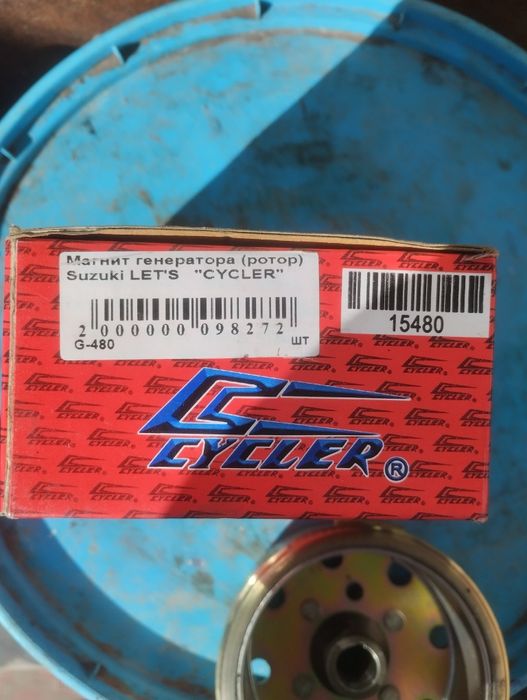 Магнит генератора (ротор)
Suzuki LET'S "CYCLER"
2 000000 098272
G-480 шт
15480
CYCLER ®